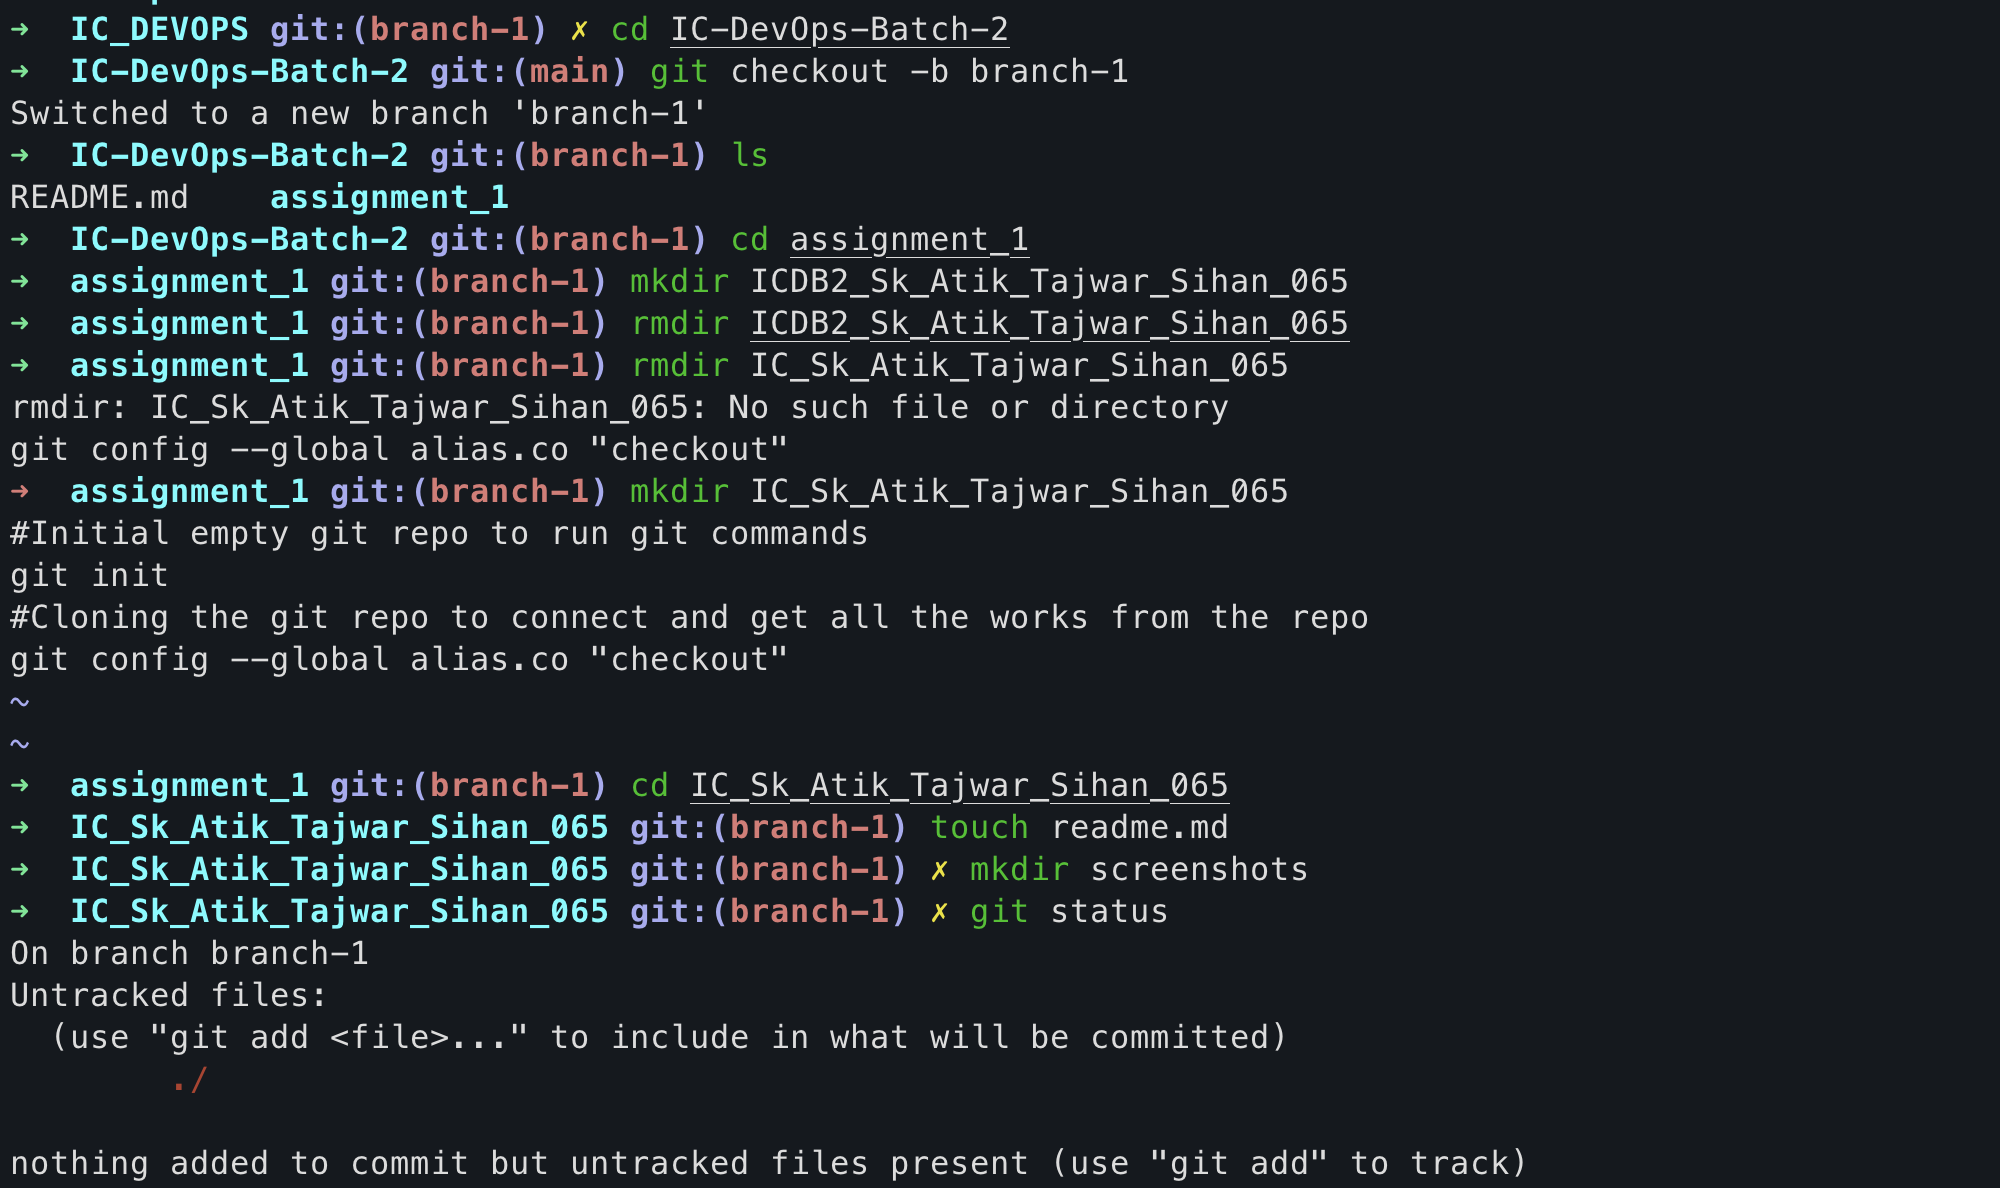 ➜  IC_DEVOPS git:(branch-1) ✗ cd IC-DevOps-Batch-2
➜  IC-DevOps-Batch-2 git:(main) git checkout -b branch-1
Switched to a new branch 'branch-1'
➜  IC-DevOps-Batch-2 git:(branch-1) ls
README.md    assignment_1
➜  IC-DevOps-Batch-2 git:(branch-1) cd assignment_1
➜  assignment_1 git:(branch-1) mkdir ICDB2_Sk_Atik_Tajwar_Sihan_065
➜  assignment_1 git:(branch-1) rmdir ICDB2_Sk_Atik_Tajwar_Sihan_065
➜  assignment_1 git:(branch-1) rmdir IC_Sk_Atik_Tajwar_Sihan_065
rmdir: IC_Sk_Atik_Tajwar_Sihan_065: No such file or directory
git config --global alias.co "checkout"
➜  assignment_1 git:(branch-1) mkdir IC_Sk_Atik_Tajwar_Sihan_065
#Initial empty git repo to run git commands
git init
#Cloning the git repo to connect and get all the works from the repo
git config --global alias.co "checkout"
~
~
➜  assignment_1 git:(branch-1) cd IC_Sk_Atik_Tajwar_Sihan_065
➜  IC_Sk_Atik_Tajwar_Sihan_065 git:(branch-1) touch readme.md
➜  IC_Sk_Atik_Tajwar_Sihan_065 git:(branch-1) ✗ mkdir screenshots
➜  IC_Sk_Atik_Tajwar_Sihan_065 git:(branch-1) ✗ git status
On branch branch-1
Untracked files:
  (use "git add <file>..." to include in what will be committed)
        ./
nothing added to commit but untracked files present (use "git add" to track)